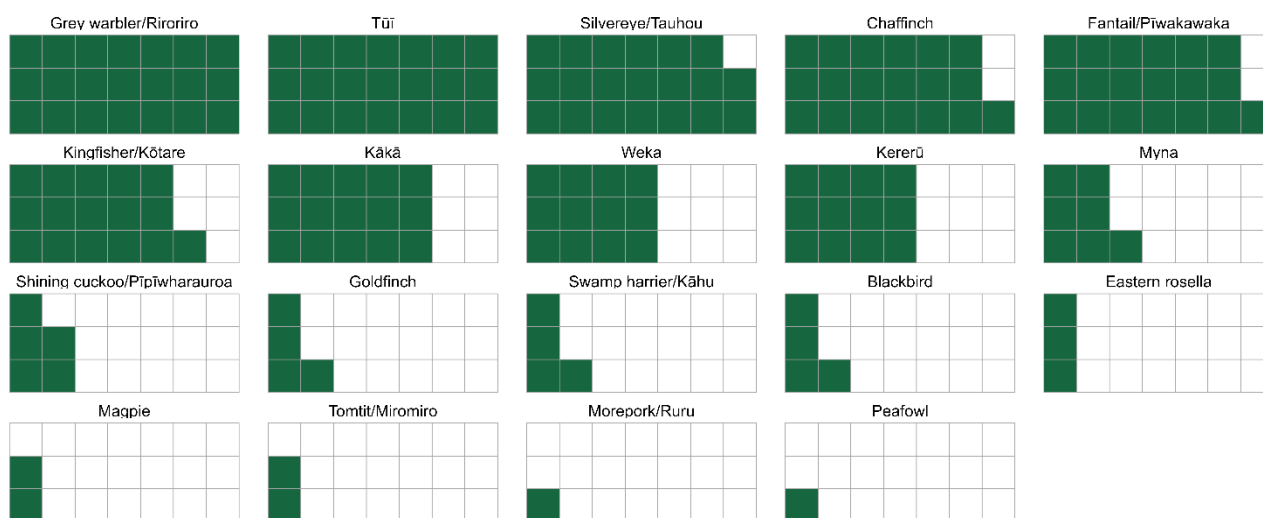 Grey warbler/Riroriro
Tūī
Silvereye/Tauhou
Chaffinch
Fantail/Pīwakawaka
Kingfisher/Kōtare
Kākā
Weka
Kererū
Myna
Shining cuckoo/Pīpīwharauroa
Goldfinch
Swamp harrier/Kāhu
Blackbird
Eastern rosella
Magpie
Tomtit/Miromiro
Morepork/Ruru
Peafowl